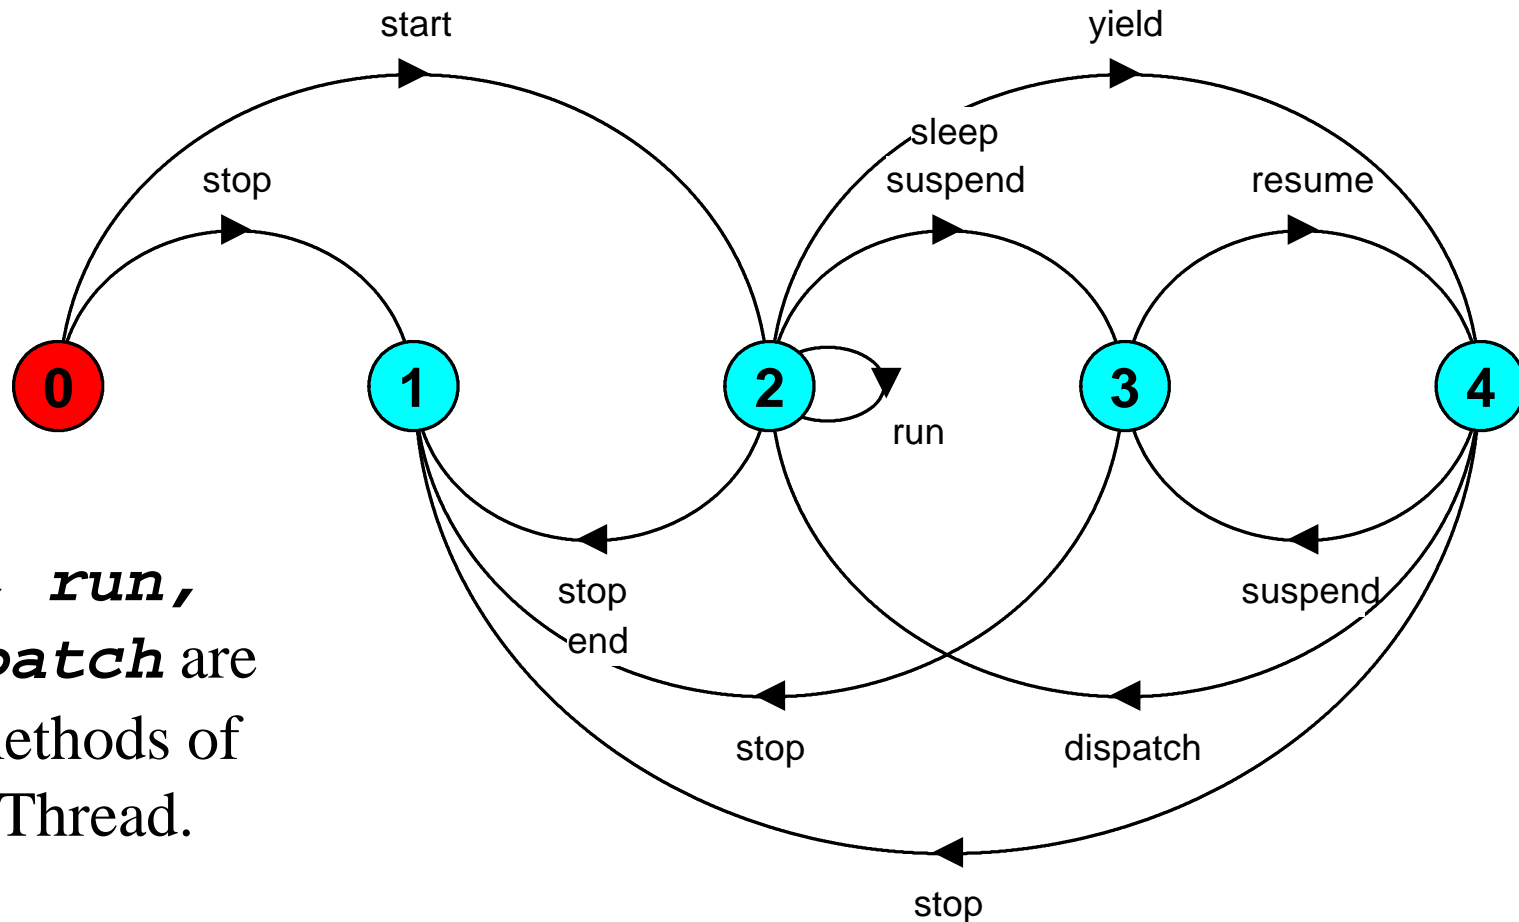 start
yield
sleep
stop
suspend
resume
0
1
2
3
4
run
run,
stop
suspend
end
are
of
stop
dispatch
Thread.
stop